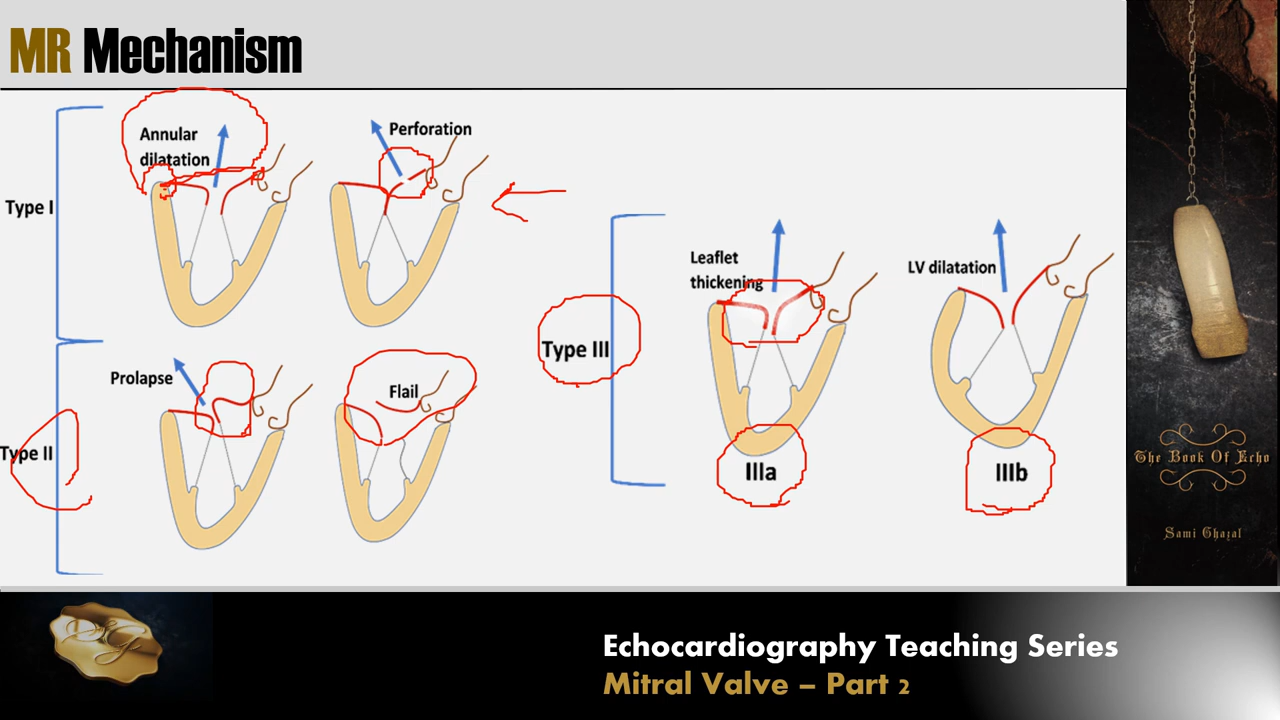 MR Mechanism
Annular
dilatation
Perforation
Type I
Prolapse
Flail
Type II
Type III
Leaflet
thickening
LV dilatation
IIIa
IIIb
The Book Of Echo
Sami Ghazal
Echocardiography Teaching Series
Mitral Valve – Part 2